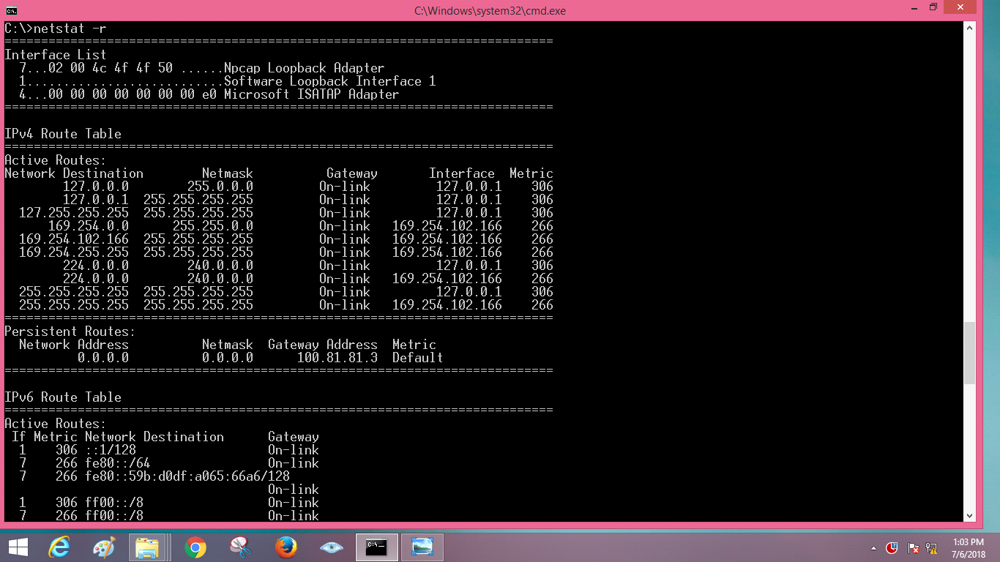 C:\Windows\system32\cmd.exe
C:\>netstat -r
===========================================================================
Interface List
  7...02 00 4c 4f 4f 50 ......Npcap Loopback Adapter
  1...........................Software Loopback Interface 1
  4...00 00 00 00 00 00 00 e0 Microsoft ISATAP Adapter
===========================================================================
IPv4 Route Table
===========================================================================
Active Routes:
Network Destination        Netmask          Gateway       Interface  Metric
        127.0.0.0        255.0.0.0         On-link         127.0.0.1    306
        127.0.0.1  255.255.255.255         On-link         127.0.0.1    306
  127.255.255.255  255.255.255.255         On-link         127.0.0.1    306
      169.254.0.0      255.255.0.0         On-link   169.254.102.166    266
  169.254.102.166  255.255.255.255         On-link   169.254.102.166    266
  169.254.255.255  255.255.255.255         On-link   169.254.102.166    266
        224.0.0.0        240.0.0.0         On-link         127.0.0.1    306
        224.0.0.0        240.0.0.0         On-link   169.254.102.166    266
  255.255.255.255  255.255.255.255         On-link         127.0.0.1    306
  255.255.255.255  255.255.255.255         On-link   169.254.102.166    266
===========================================================================
Persistent Routes:
  Network Address          Netmask  Gateway Address  Metric
          0.0.0.0          0.0.0.0      100.81.81.3  Default
===========================================================================
IPv6 Route Table
===========================================================================
Active Routes:
 If Metric Network Destination      Gateway
  1    306 ::1/128                  On-link
  7    266 fe80::/64                On-link
  7    266 fe80::59b:d0df:a065:66a6/128
                                    On-link
  1    306 ff00::/8                 On-link
  7    266 ff00::/8                 On-link
C:\.
1:03 PM
7/6/2018